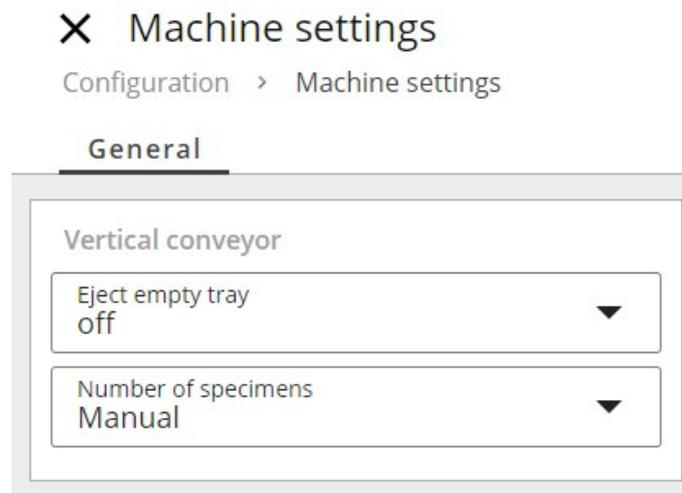 Machine settings
Configuration > Machine settings
General
Vertical conveyor
Eject empty tray
off
Number of specimens
Manual